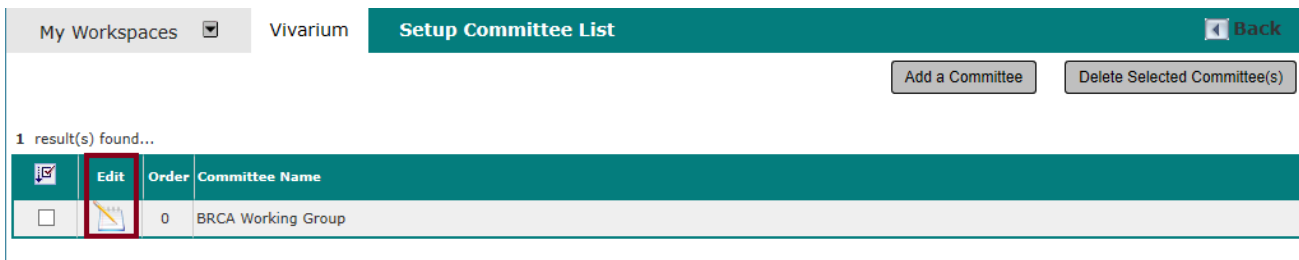 My Workspaces Vivarium Setup Committee List Back
Add a Committee Delete Selected Committee(s)
1 result(s) found...
Edit Order Committee Name
0 BRCA Working Group